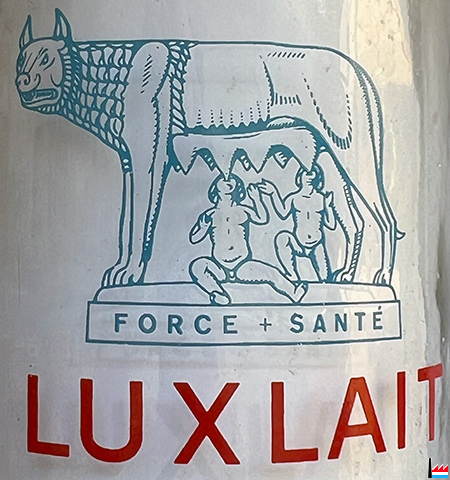 FORCE + SANTÉ
LUXLAIT